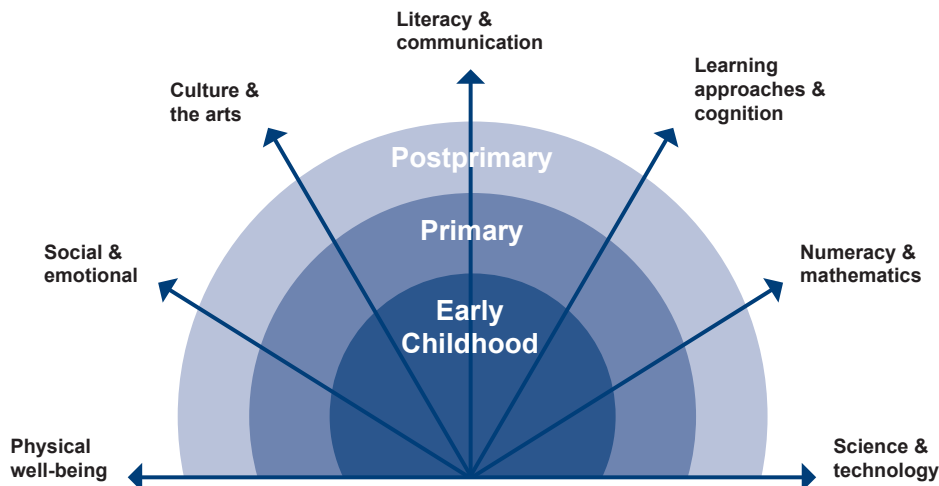 Literacy &
communication
Learning
approaches &
cognition
Culture &
the arts
Postprimary
Primary
Social &
emotional
Numeracy &
mathematics
Early
Childhood
Physical
well-being
Science &
technology